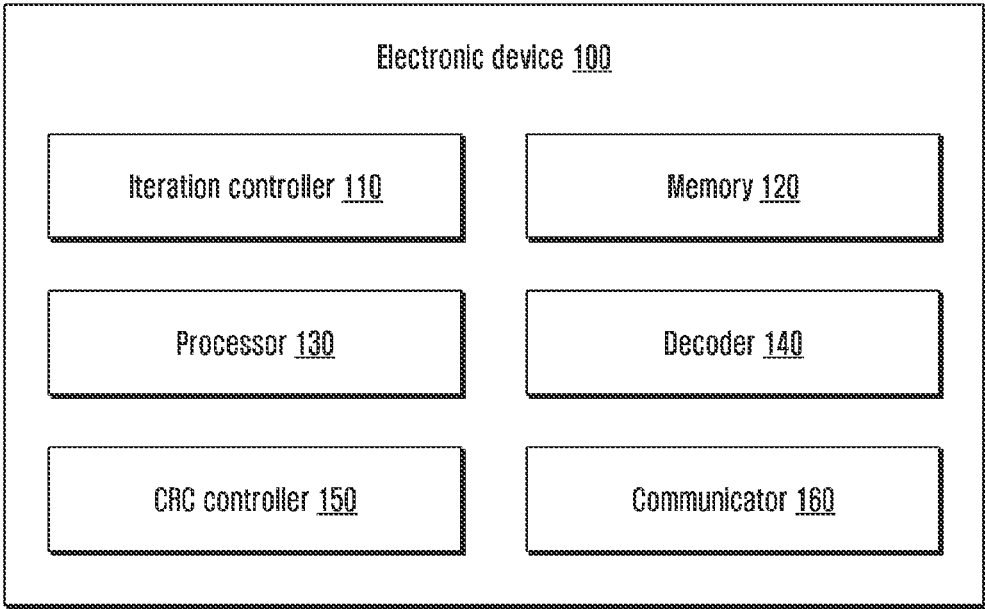 Electronic device 100
Iteration controller 110
Memory 120
Processor 130
Decoder 140
CRC controller 150
Communicator 160